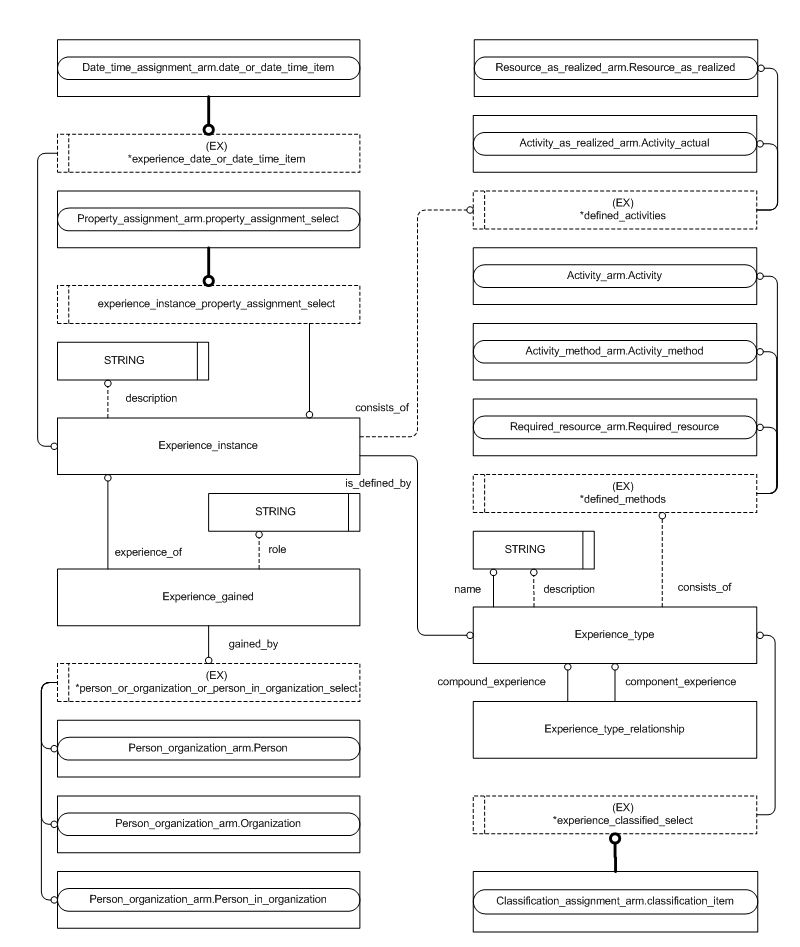 Date_time_assignment_arm.date_or_date_time_item
(EX)
*experience_date_or_date_time_item
Property_assignment_arm.property_assignment_select
experience_instance_property_assignment_select
STRING
description
Experience_instance
consists_of
is_defined_by
STRING
role
experience_of
Experience_gained
gained_by
(EX)
*person_or_organization_or_person_in_organization_select
Person_organization_arm.Person
Person_organization_arm.Organization
Person_organization_arm.Person_in_organization
Resource_as_realized_arm.Resource_as_realized
Activity_as_realized_arm.Activity_actual
(EX)
*defined_activities
Activity_arm.Activity
Activity_method_arm.Activity_method
Required_resource_arm.Required_resource
(EX)
*defined_methods
STRING
name
description
consists_of
Experience_type
compound_experience
component_experience
Experience_type_relationship
(EX)
*experience_classified_select
Classification_assignment_arm.classification_item